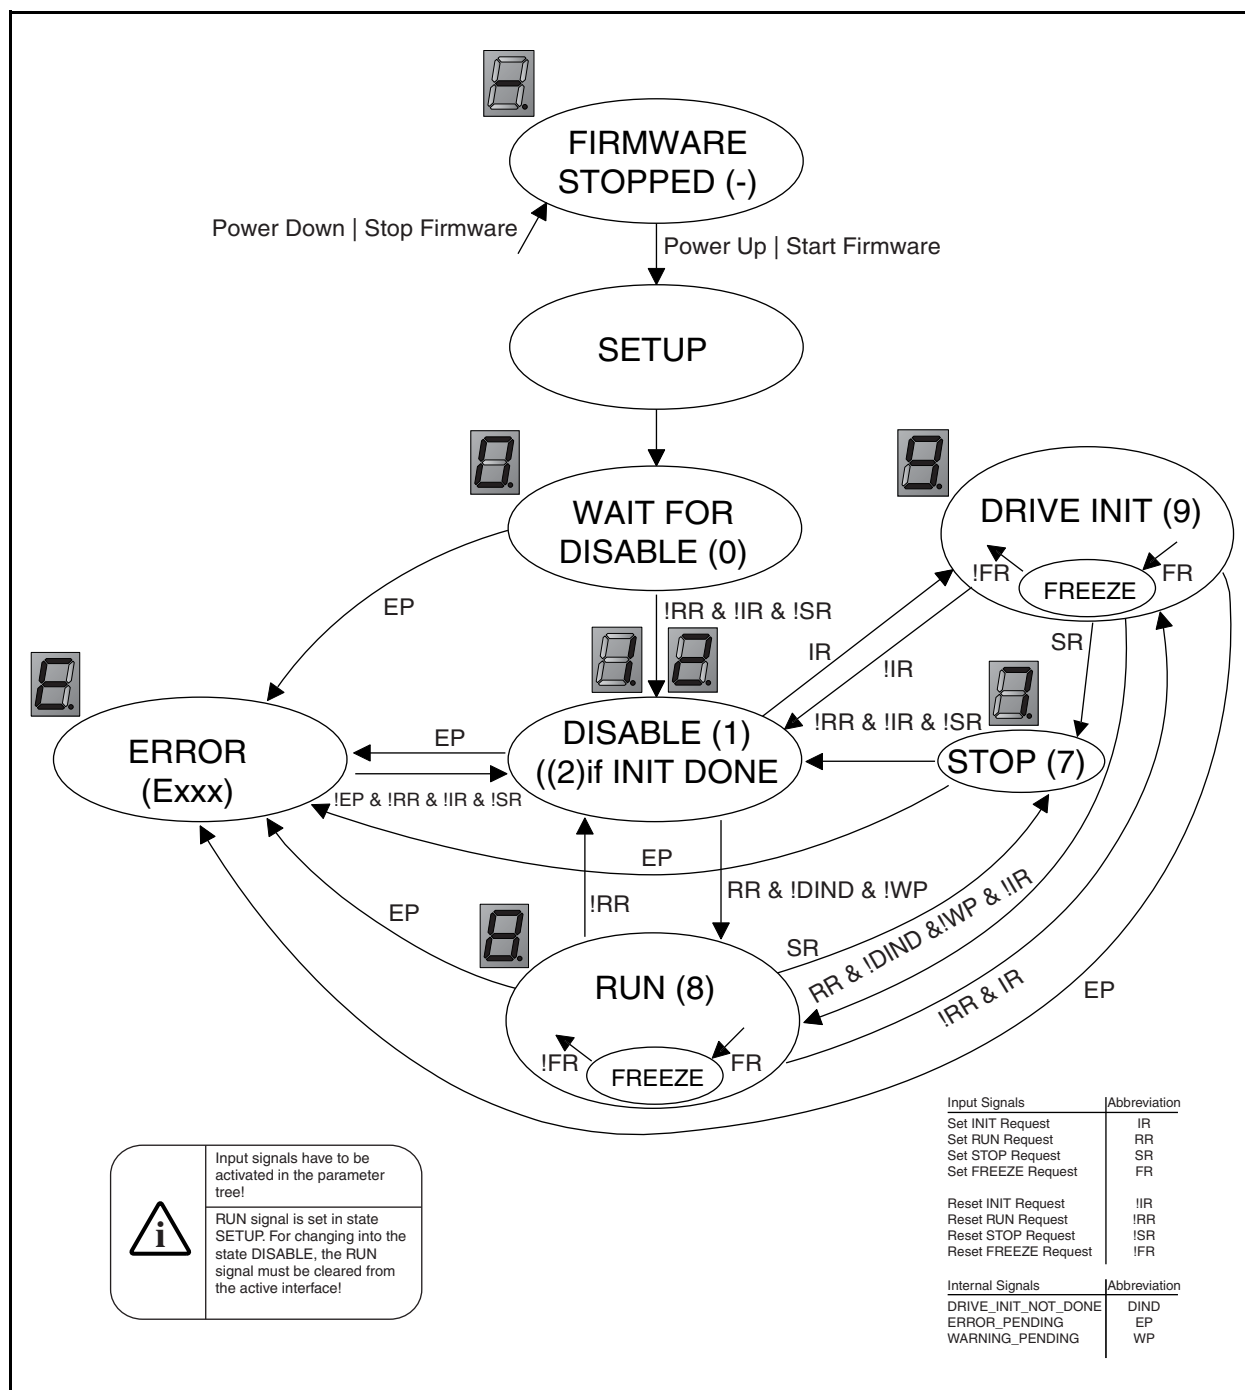 FIRMWARE
STOPPED (-)
Power Down | Stop Firmware
Power Up | Start Firmware
SETUP
WAIT FOR
DISABLE (0)
DRIVE INIT (9)
!FR
FR
FREEZE
EP
!RR & !IR & !SR
SR
IR
!IR
!RR & !IR & !SR
ERROR
(Exxx)
EP
!EP & !RR & !IR & !SR
DISABLE (1)
((2)if INIT DONE
STOP (7)
EP
!RR
RR & !DIND & !WP
EP
SR
RR & !DIND &!WP & !IR
!RR & IR
EP
RUN (8)
!FR
FR
FREEZE
Input signals have to be
activated in the parameter
tree!
RUN signal is set in state
SETUP. For changing into the
state DISABLE, the RUN
signal must be cleared from
the active interface!
i
Input Signals Abbreviation
Set INIT Request IR
Set RUN Request RR
Set STOP Request SR
Set FREEZE Request FR
Reset INIT Request !IR
Reset RUN Request !RR
Reset STOP Request !SR
Reset FREEZE Request !FR
Internal Signals Abbreviation
DRIVE_INIT_NOT_DONE DIND
ERROR_PENDING EP
WARNING_PENDING WP